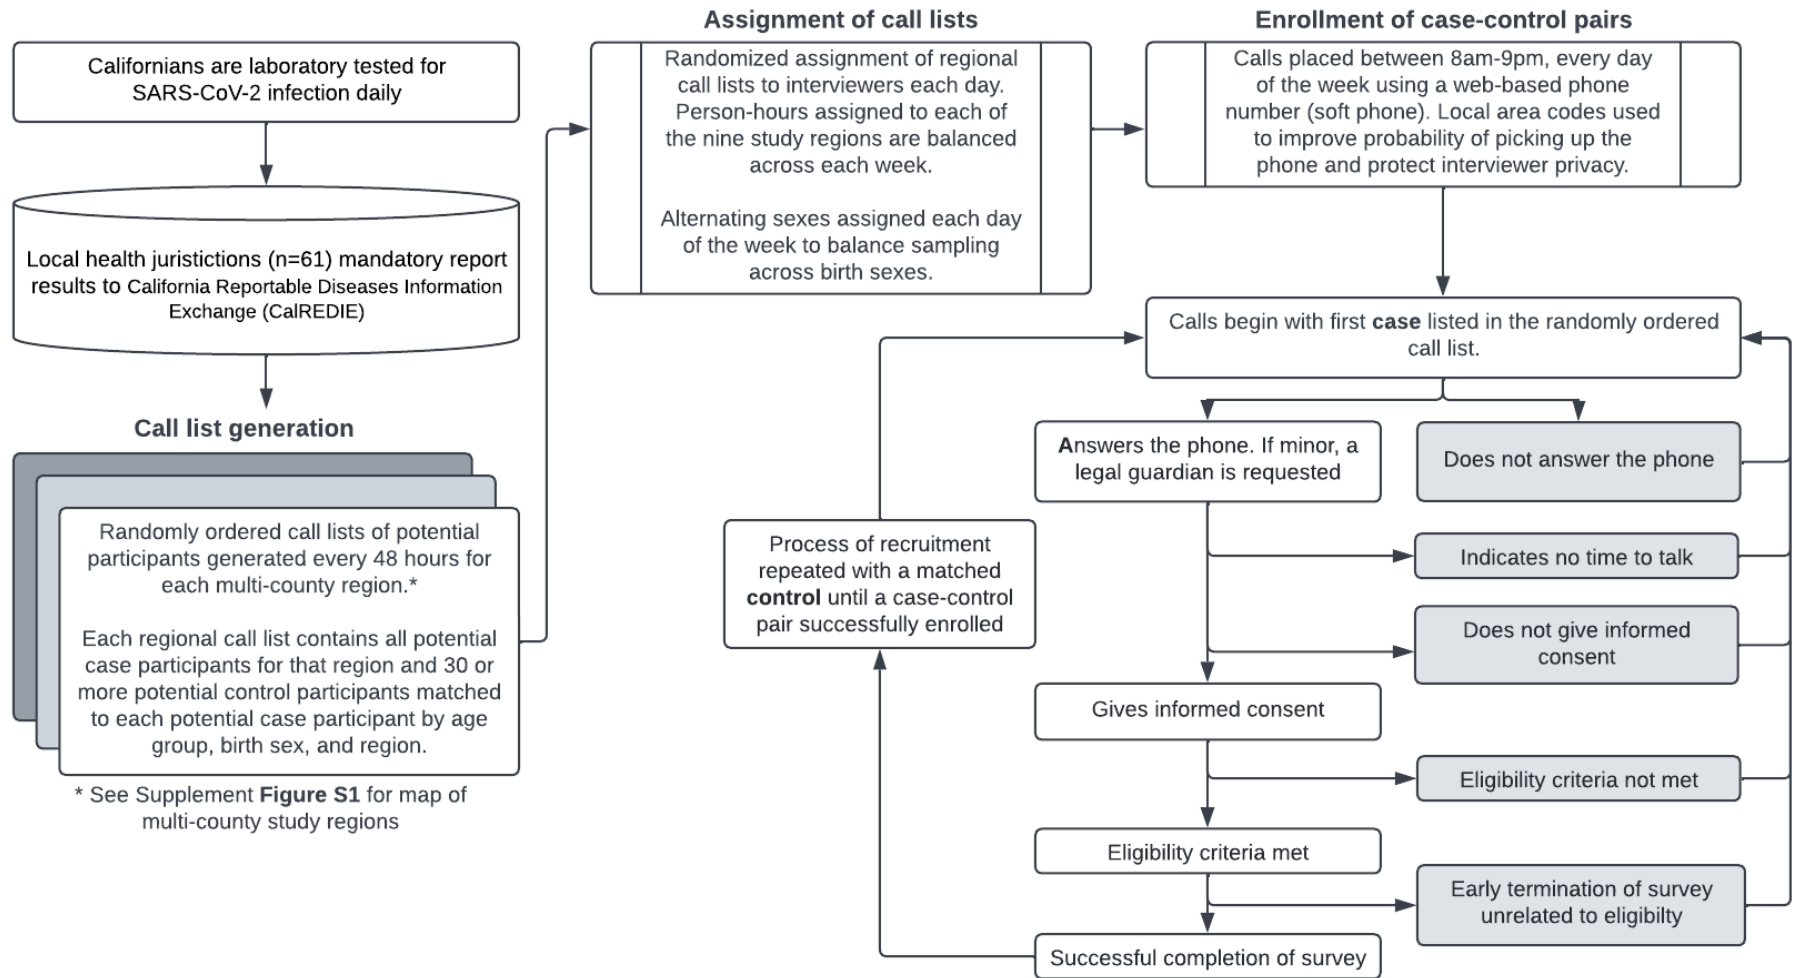 Californians are laboratory tested for
SARS-CoV-2 infection daily
Local health juristictions (n=61) mandatory report
results to California Reportable Diseases Information
Exchange (CalREDIE)
Call list generation
Randomly ordered call lists of potential
participants generated every 48 hours for
each multi-county region.*
Each regional call list contains all potential
case participants for that region and 30 or
more potential control participants matched
to each potential case participant by age
group, birth sex, and region.
* See Supplement Figure S1 for map of
multi-county study regions
Assignment of call lists
Randomized assignment of regional
call lists to interviewers each day.
Person-hours assigned to each of
the nine study regions are balanced
across each week.
Alternating sexes assigned each day
of the week to balance sampling
across birth sexes.
Enrollment of case-control pairs
Calls placed between 8am-9pm, every day
of the week using a web-based phone
number (soft phone). Local area codes used
to improve probability of picking up the
phone and protect interviewer privacy.
Calls begin with first case listed in the randomly ordered
call list.
Answers the phone. If minor, a
legal guardian is requested
Does not answer the phone
Indicates no time to talk
Does not give informed
consent
Gives informed consent
Eligibility criteria not met
Eligibility criteria met
Early termination of survey
unrelated to eligibilty
Successful completion of survey
Process of recruitment
repeated with a matched
control until a case-control
pair successfully enrolled